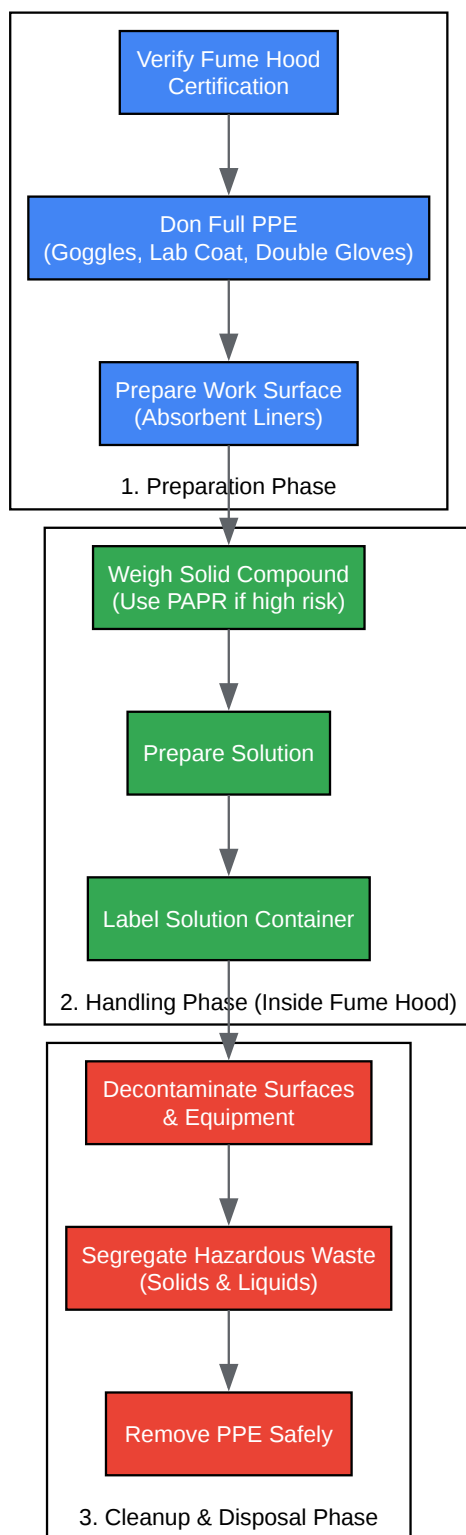 Verify Fume Hood
Certification
Don Full PPE
(Goggles, Lab Coat, Double Gloves)
Prepare Work Surface
(Absorbent Liners)
1. Preparation Phase
Weigh Solid Compound
(Use PAPR if high risk)
Prepare Solution
Label Solution Container
2. Handling Phase (Inside Fume Hood)
Decontaminate Surfaces
& Equipment
Segregate Hazardous Waste
(Solids & Liquids)
Remove PPE Safely
3. Cleanup & Disposal Phase